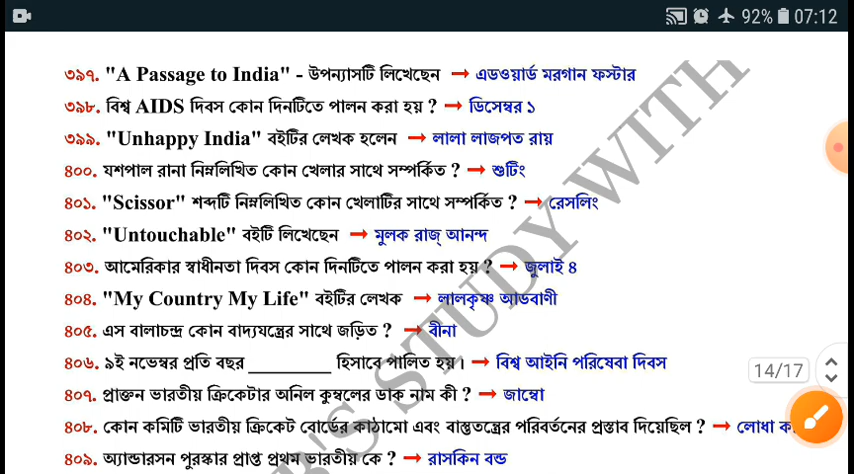 92% 07:12
৩৯৭. "A Passage to India" - উপন্যাসটি লিখেছেন → এডওয়ার্ড মরগান ফস্টার
৩৯৮. বিশ্ব AIDS দিবস কোন দিনটিতে পালন করা হয় ? → ডিসেম্বর ১
৩৯৯. "Unhappy India" বইটির লেখক হলেন → লালা লাজপত রায়
৪০০. যশপাল রানা নিম্নলিখিত কোন খেলার সাথে সম্পর্কিত ? → শুটিং
৪০১. "Scissor" শব্দটি নিম্নলিখিত কোন খেলাটির সাথে সম্পর্কিত ? → রেসলিং
৪০২. "Untouchable" বইটি লিখেছেন → মুলক রাজ্ আনন্দ
৪০৩. আমেরিকার স্বাধীনতা দিবস কোন দিনটিতে পালন করা হয় ? → জুলাই 8
৪০৪. "My Country My Life" বইটির লেখক → লালকৃষ্ণ আডবাণী
৪০৫. এস বালাচন্দ্র কোন বাদ্যযন্ত্রের সাথে জড়িত ? → বীনা
৪০৬. ৯ই নভেম্বর প্রতি বছর __________ হিসাবে পালিত হয়। → বিশ্ব আইনি পরিষেবা দিবস
14/17
৪০৭. প্রাক্তন ভারতীয় ক্রিকেটার অনিল কুম্বলের ডাক নাম কী ? → জাম্বো
৪০৮. কোন কমিটি ভারতীয় ক্রিকেট বোর্ডের কাঠামো এবং বাস্তুতন্ত্রের পরিবর্তনের প্রস্তাব দিয়েছিল ? → লোধা
৪০৯. অ্যান্ডারসন পুরস্কার প্রাপ্ত প্রথম ভারতীয় কে ? → রাসকিন বন্ড
STUDY WITH